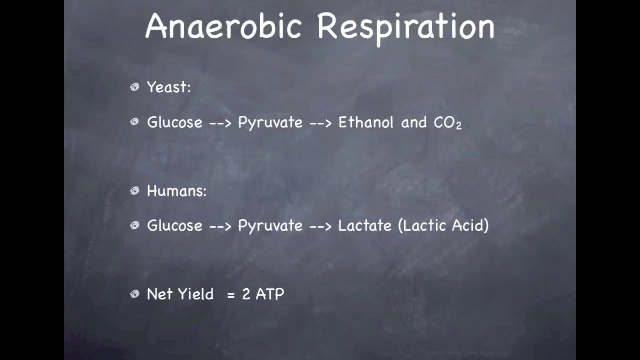 Anaerobic Respiration
Yeast:
Glucose --> Pyruvate --> Ethanol and CO₂
Humans:
Glucose --> Pyruvate --> Lactate (Lactic Acid)
Net Yield = 2 ATP